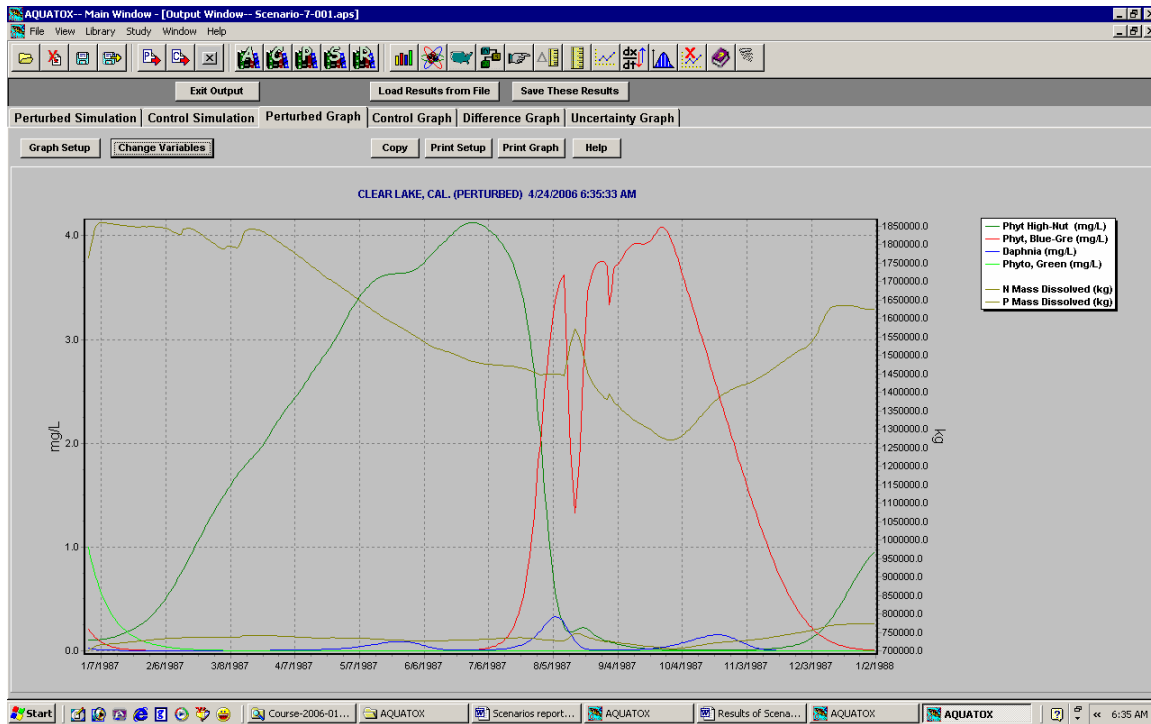 AQUATOX-- Main Window - [Output Window-- Scenario-7-001.aps]
File View Library Study Window Help
Exit Output Load Results from File Save These Results
Perturbed Simulation Control Simulation Perturbed Graph Control Graph Difference Graph Uncertainty Graph
Graph Setup Change Variables Copy Print Setup Print Graph Help
CLEAR LAKE, CAL. (PERTURBED) 4/24/2006 6:35:33 AM
Phyt High-Nut (mg/L)
Phyt, Blue-Gre (mg/L)
Daphnia (mg/L)
Phyto, Green (mg/L)
N Mass Dissolved (kg)
P Mass Dissolved (kg)
4.0
3.0
2.0
1.0
0.0
mg/L
1850000.0
1800000.0
1750000.0
1700000.0
1650000.0
1600000.0
1550000.0
1500000.0
1450000.0
1400000.0
1350000.0
1300000.0
1250000.0
1200000.0
1150000.0
1100000.0
1050000.0
1000000.0
950000.0
900000.0
850000.0
800000.0
750000.0
700000.0
kg
1/7/1987 2/6/1987 3/8/1987 4/7/1987 5/7/1987 6/6/1987 7/6/1987 8/5/1987 9/4/1987 10/4/1987 11/3/1987 12/3/1987 1/2/1988
Start Course-2006-01... AQUATOX Scenarios report... AQUATOX Results of Scena... AQUATOX AQUATOX 6:35 AM